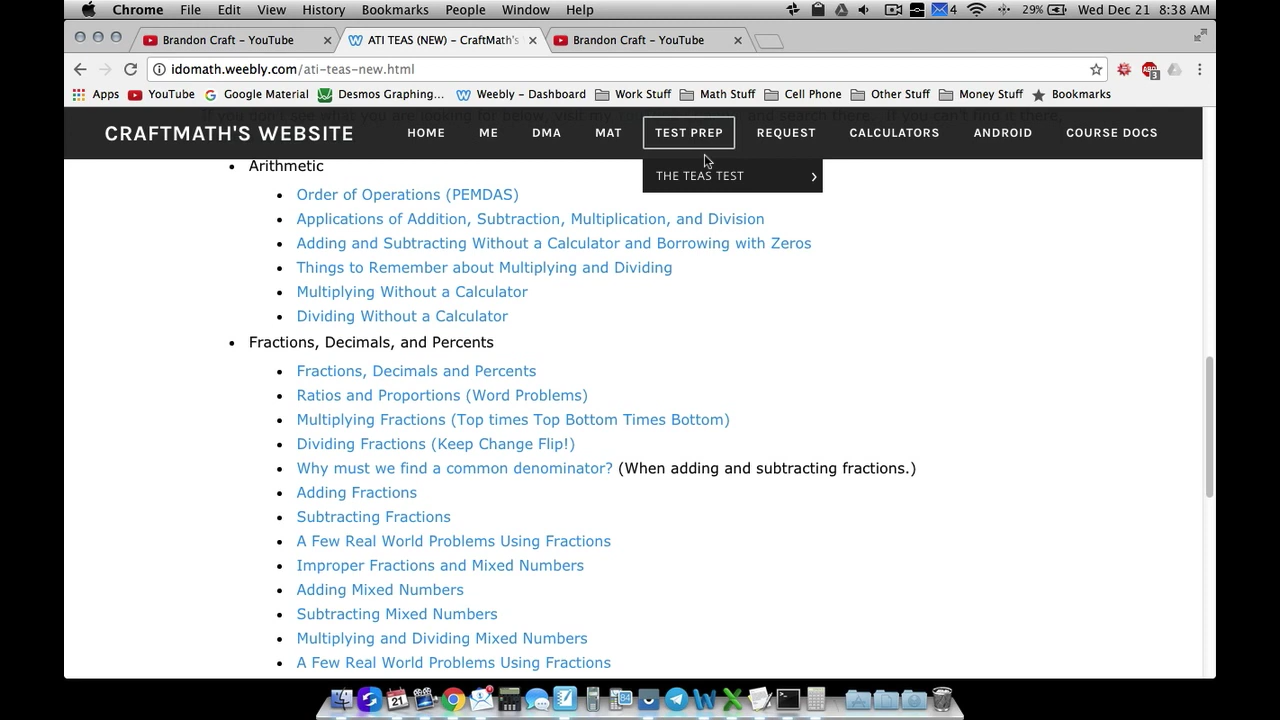 Chrome File Edit View History Bookmarks People Window Help 4 29% Wed Dec 21 8:38 AM
Brandon Craft - YouTube ATI TEAS (NEW) - CraftMath's Brandon Craft - YouTube
idomath.weebly.com/ati-teas-new.html ABP 3
Apps YouTube Google Material Desmos Graphing... Weebly - Dashboard Work Stuff Math Stuff Cell Phone Other Stuff Money Stuff Bookmarks
CRAFTMATH'S WEBSITE HOME ME DMA MAT TEST PREP REQUEST CALCULATORS ANDROID COURSE DOCS
THE TEAS TEST
• Arithmetic
• Order of Operations (PEMDAS)
• Applications of Addition, Subtraction, Multiplication, and Division
• Adding and Subtracting Without a Calculator and Borrowing with Zeros
• Things to Remember about Multiplying and Dividing
• Multiplying Without a Calculator
• Dividing Without a Calculator
• Fractions, Decimals, and Percents
• Fractions, Decimals and Percents
• Ratios and Proportions (Word Problems)
• Multiplying Fractions (Top times Top Bottom Times Bottom)
• Dividing Fractions (Keep Change Flip!)
• Why must we find a common denominator? (When adding and subtracting fractions.)
• Adding Fractions
• Subtracting Fractions
• A Few Real World Problems Using Fractions
• Improper Fractions and Mixed Numbers
• Adding Mixed Numbers
• Subtracting Mixed Numbers
• Multiplying and Dividing Mixed Numbers
• A Few Real World Problems Using Fractions